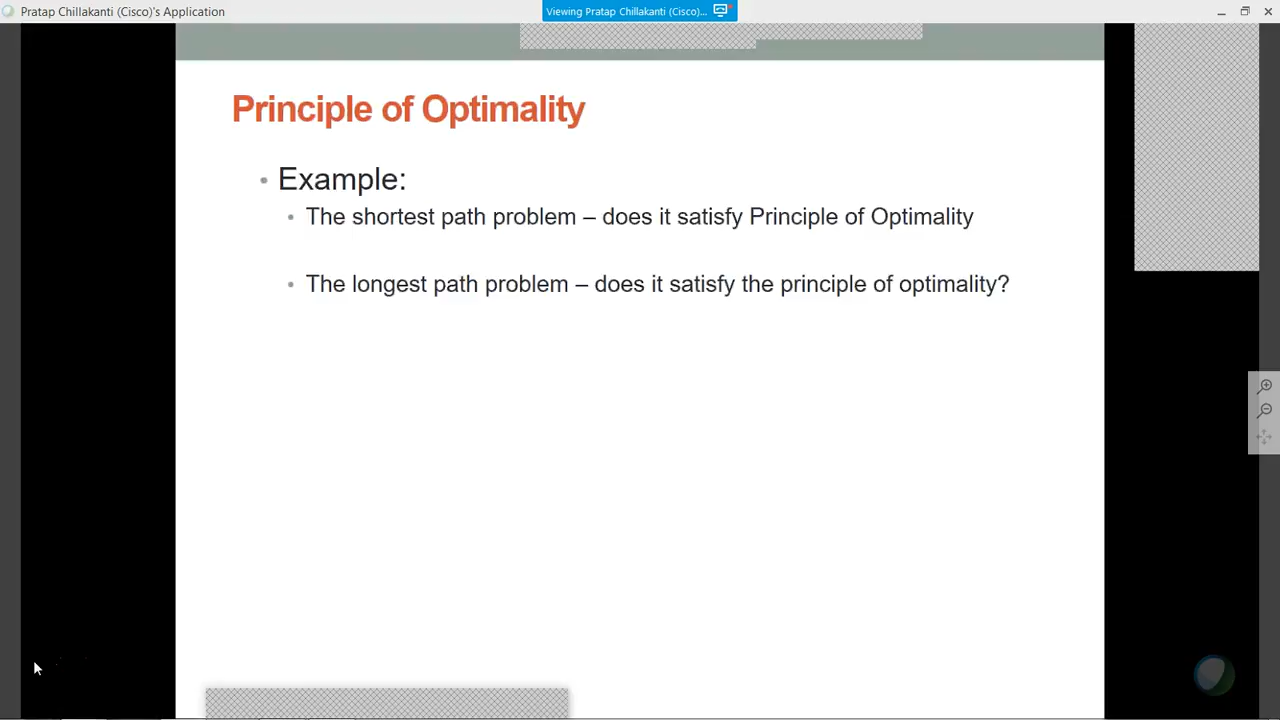 Pratap Chillakanti (Cisco)'s Application
Viewing Pratap Chillakanti (Cisco)...
Principle of Optimality
• Example:
• The shortest path problem – does it satisfy Principle of Optimality
• The longest path problem – does it satisfy the principle of optimality?